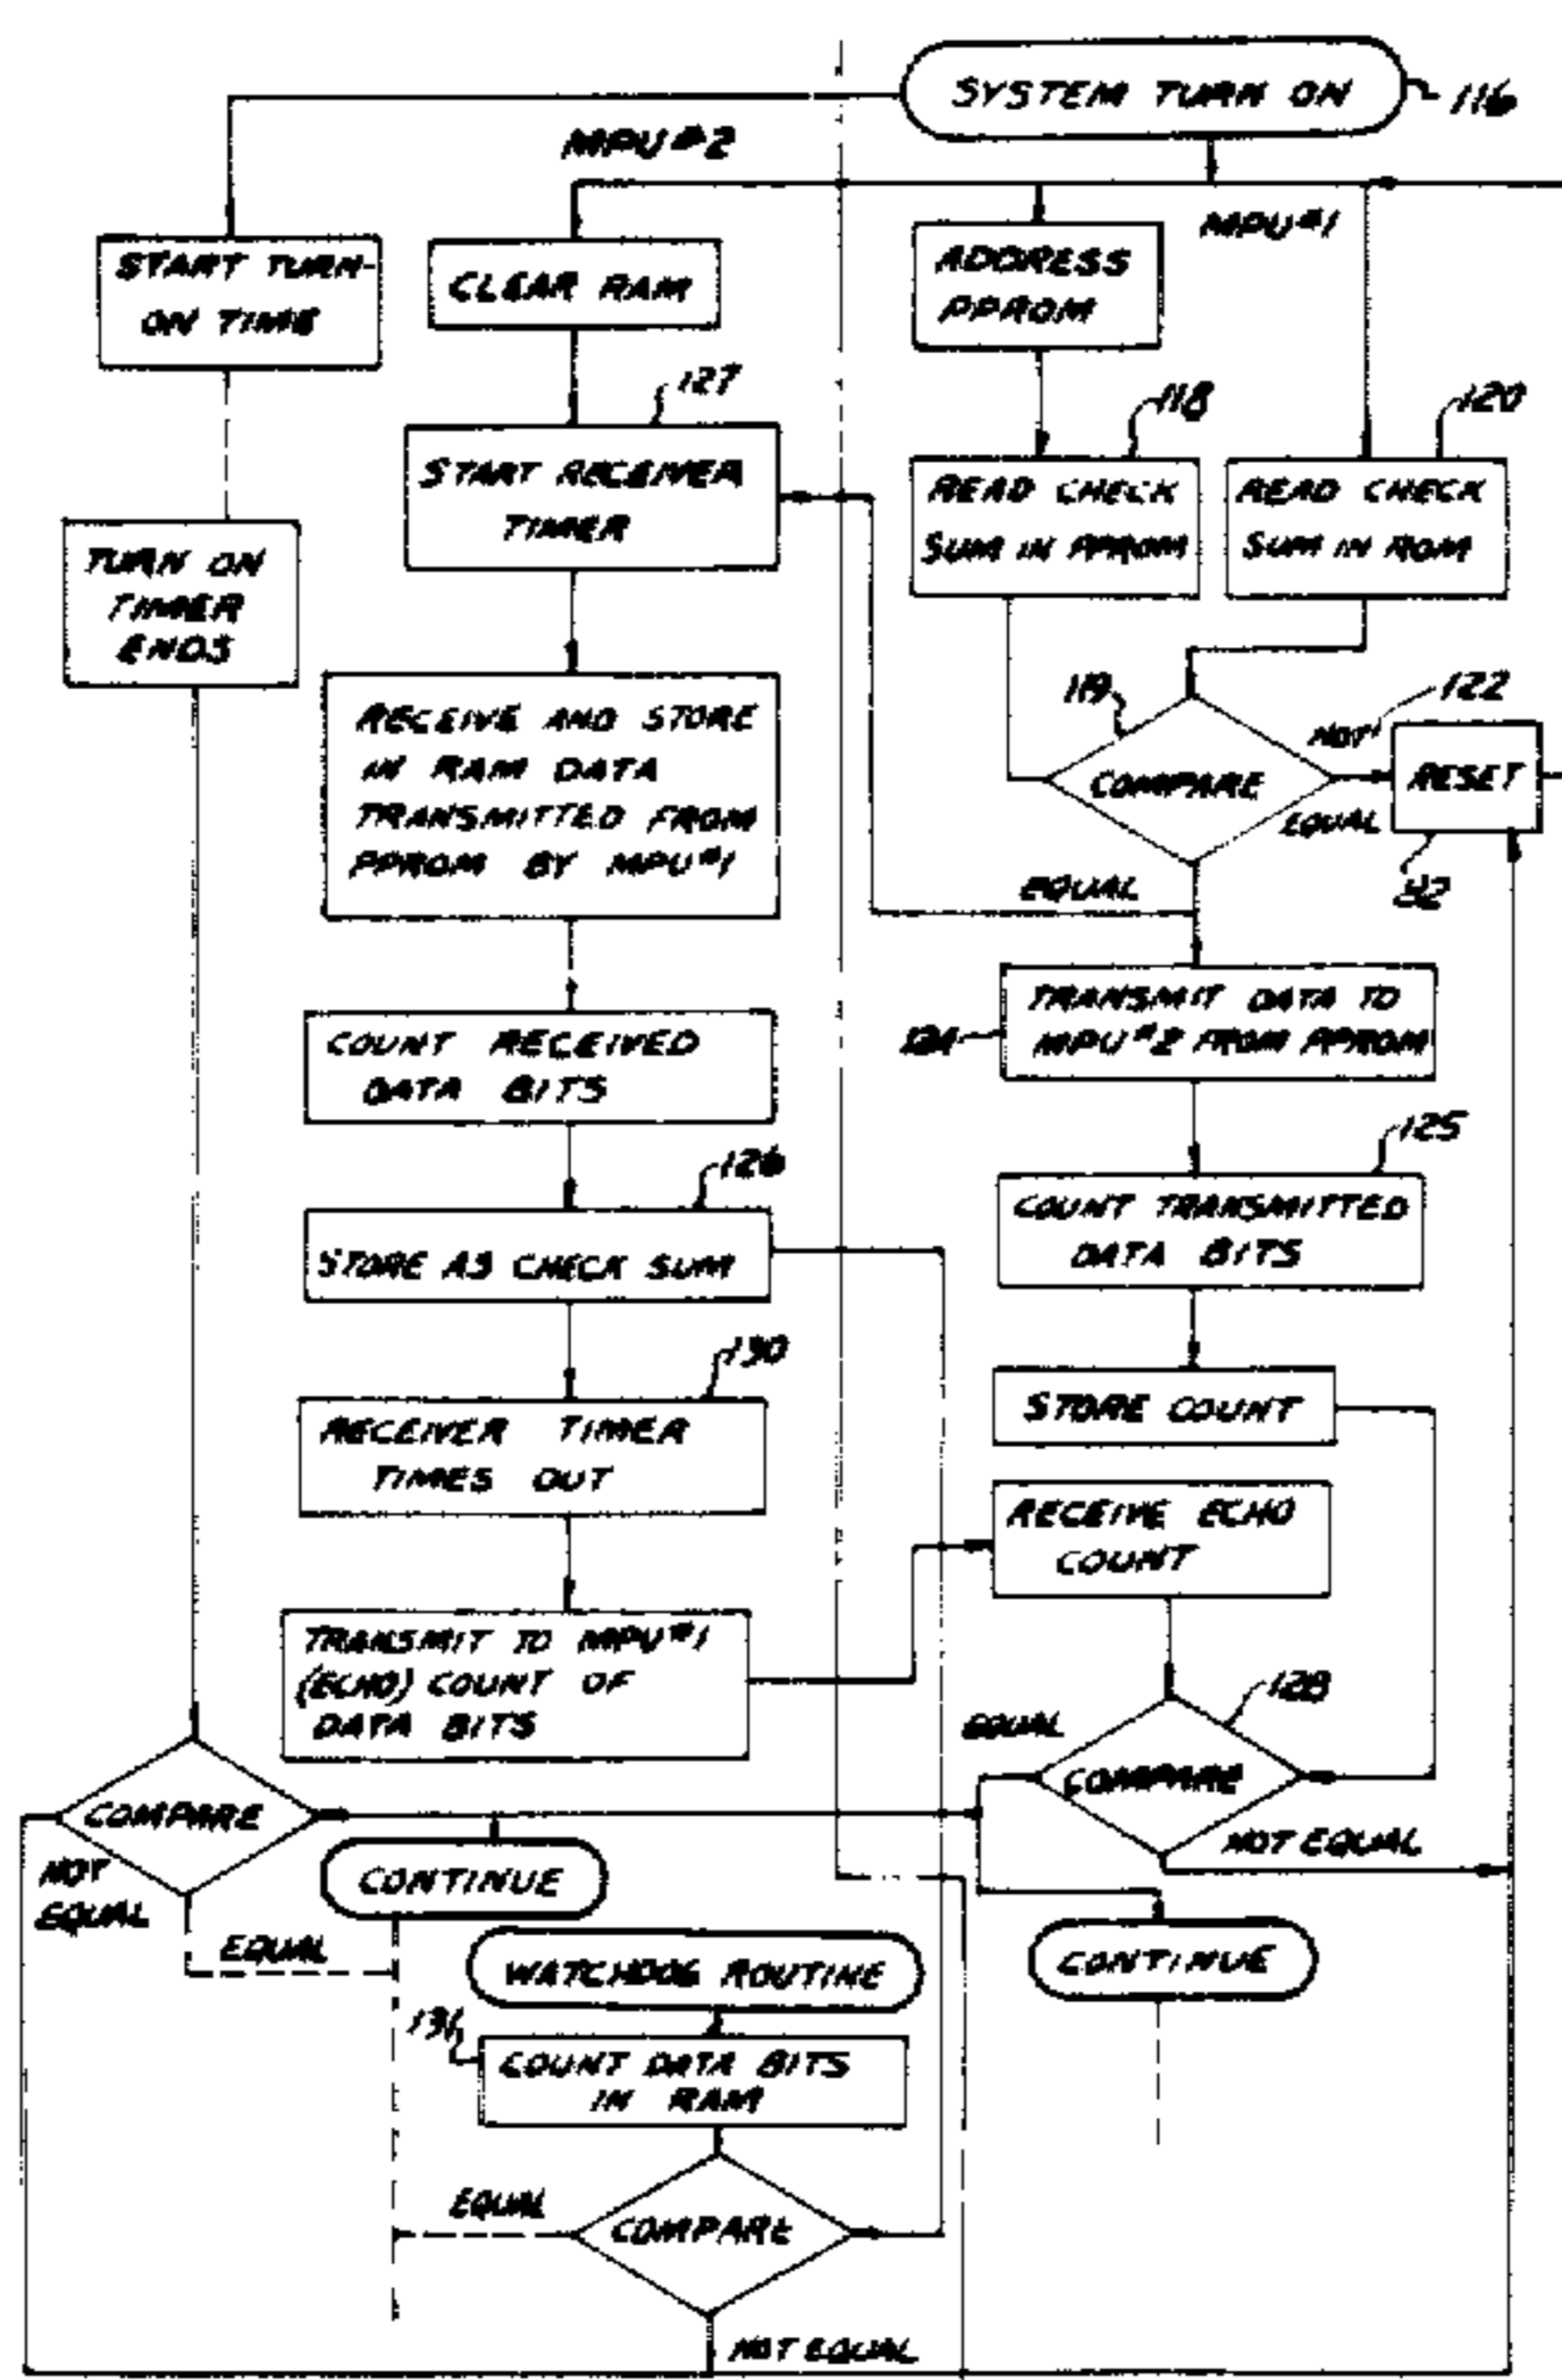 SYSTEM TURN ON
116
MPU #2
MPU #1
START TURN-
ON TIME
CLEAR RAM
ADDRESS
PPROM
127
118
120
START RECEIVER
TIMER
READ CHECK
SUM IN PPROM
READ CHECK
SUM IN ROM
TURN ON
TIMER
ENDS
119
122
NOT
EQUAL
COMPARE
RESET
RECEIVE AND STORE
IN RAM DATA
TRANSMITTED FROM
PPROM BY MPU #1
EQUAL
TRANSMIT DATA TO
MPU #2 FROM PPROM
124
COUNT RECEIVED
DATA BITS
125
126
COUNT TRANSMITTED
DATA BITS
STORE AS CHECK SUM
130
STORE COUNT
RECEIVER TIMER
TIMES OUT
RECEIVE ECHO
COUNT
TRANSMIT TO MPU #1
(ECHO) COUNT OF
DATA BITS
128
EQUAL
COMPARE
NOT EQUAL
COMPARE
NOT
EQUAL
CONTINUE
EQUAL
CONTINUE
WATCHDOG ROUTINE
131
COUNT DATA BITS
IN RAM
EQUAL
COMPARE
NOT EQUAL